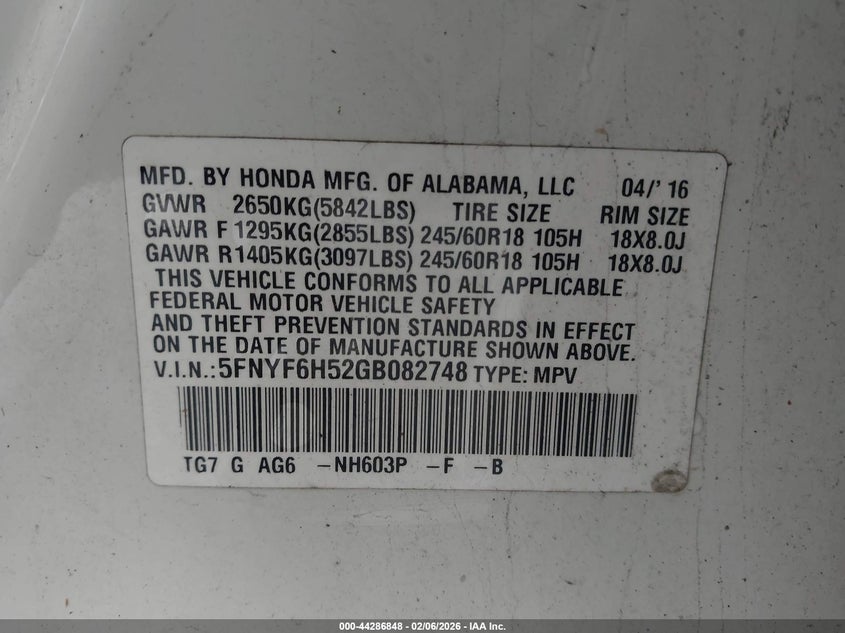 MFD. BY HONDA MFG. OF ALABAMA, LLC 04/' 16
GVWR 2650KG(5842LBS) TIRE SIZE RIM SIZE
GAWR F 1295KG(2855LBS) 245/60R18 105H 18X8.0J
GAWR R1405KG(3097LBS) 245/60R18 105H 18X8.0J
THIS VEHICLE CONFORMS TO ALL APPLICABLE
FEDERAL MOTOR VEHICLE SAFETY
AND THEFT PREVENTION STANDARDS IN EFFECT
ON THE DATE OF MANUFACTURE SHOWN ABOVE.
V.I.N.:5FNYF6H52GB082748 TYPE: MPV
TG7 G AG6 -NH603P -F -B
000-44286848 - 02/06/2026 - IAA Inc.